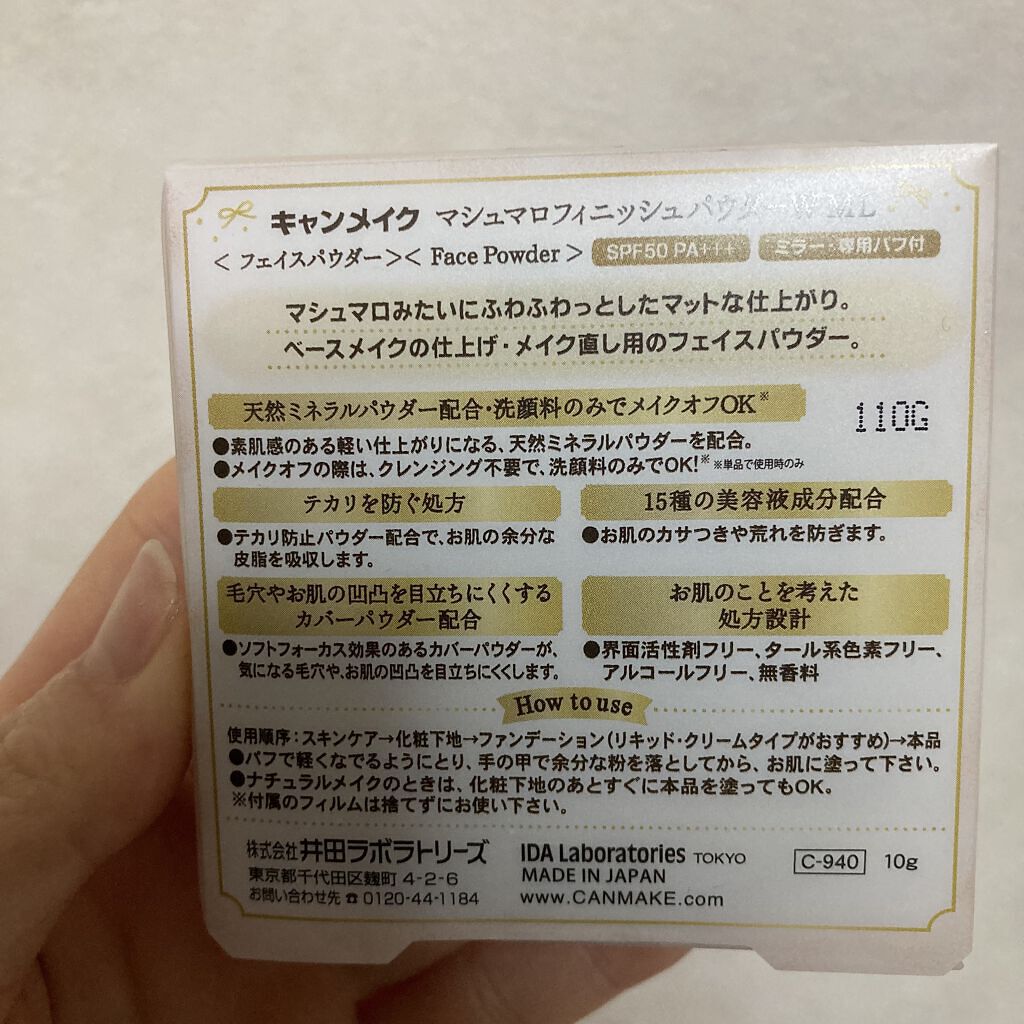 キャンメイク マシュマロフィニッシュパウダー ML
＜フェイスパウダー＞＜Face Powder＞ SPF50 PA+++ ミラー・専用パフ付
マシュマロみたいにふわふわっとしたマットな仕上がり。
ベースメイクの仕上げ・メイク直し用のフェイスパウダー。
天然ミネラルパウダー配合・洗顔料のみでメイクオフOK※
110G
●素肌感のある軽い仕上がりになる、天然ミネラルパウダーを配合。
●メイクオフの際は、クレンジング不要で、洗顔料のみでOK!※ ※単品で使用時のみ
テカリを防ぐ処方
●テカリ防止パウダー配合で、お肌の余分な
皮脂を吸収します。
15種の美容液成分配合
●お肌のカサつきや荒れを防ぎます。
毛穴やお肌の凹凸を目立ちにくくする
カバーパウダー配合
●ソフトフォーカス効果のあるカバーパウダーが、
気になる毛穴や、お肌の凹凸を目立ちにくくします。
お肌のことを考えた
処方設計
●界面活性剤フリー、タール系色素フリー、
アルコールフリー、無香料
How to use
使用順序：スキンケア→化粧下地→ファンデーション（リキッド・クリームタイプがおすすめ）→本品
●パフで軽くなでるようにとり、手の甲で余分な粉を落としてから、お肌に塗って下さい。
●ナチュラルメイクのときは、化粧下地のあとすぐに本品を塗ってもOK。
※付属のフィルムは捨てずにお使い下さい。
株式会社 井田ラボラトリーズ
東京都千代田区麹町 4-2-6
お問い合わせ先 ☎ 0120-44-1184
IDA Laboratories TOKYO
MADE IN JAPAN
www.CANMAKE.com
C-940 10g